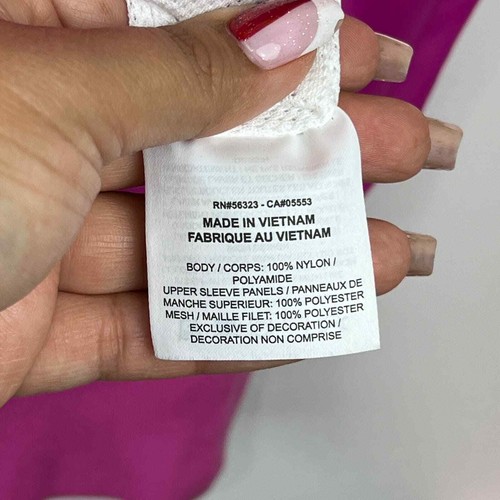 RN#56323 - CA#05553
MADE IN VIETNAM
FABRIQUE AU VIETNAM
BODY / CORPS: 100% NYLON /
POLYAMIDE
UPPER SLEEVE PANELS / PANNEAUX DE
MANCHE SUPERIEUR: 100% POLYESTER
MESH / MAILLE FILET: 100% POLYESTER
EXCLUSIVE OF DECORATION /
DECORATION NON COMPRISE